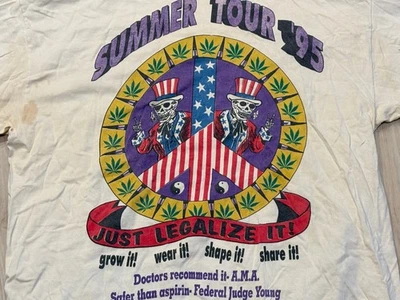 SUMMER TOUR '95
JUST LEGALIZE IT!
grow it! wear it! shape it! share it!
Doctors recommend it- A.M.A.
Safer than aspirin- Federal Judge Young